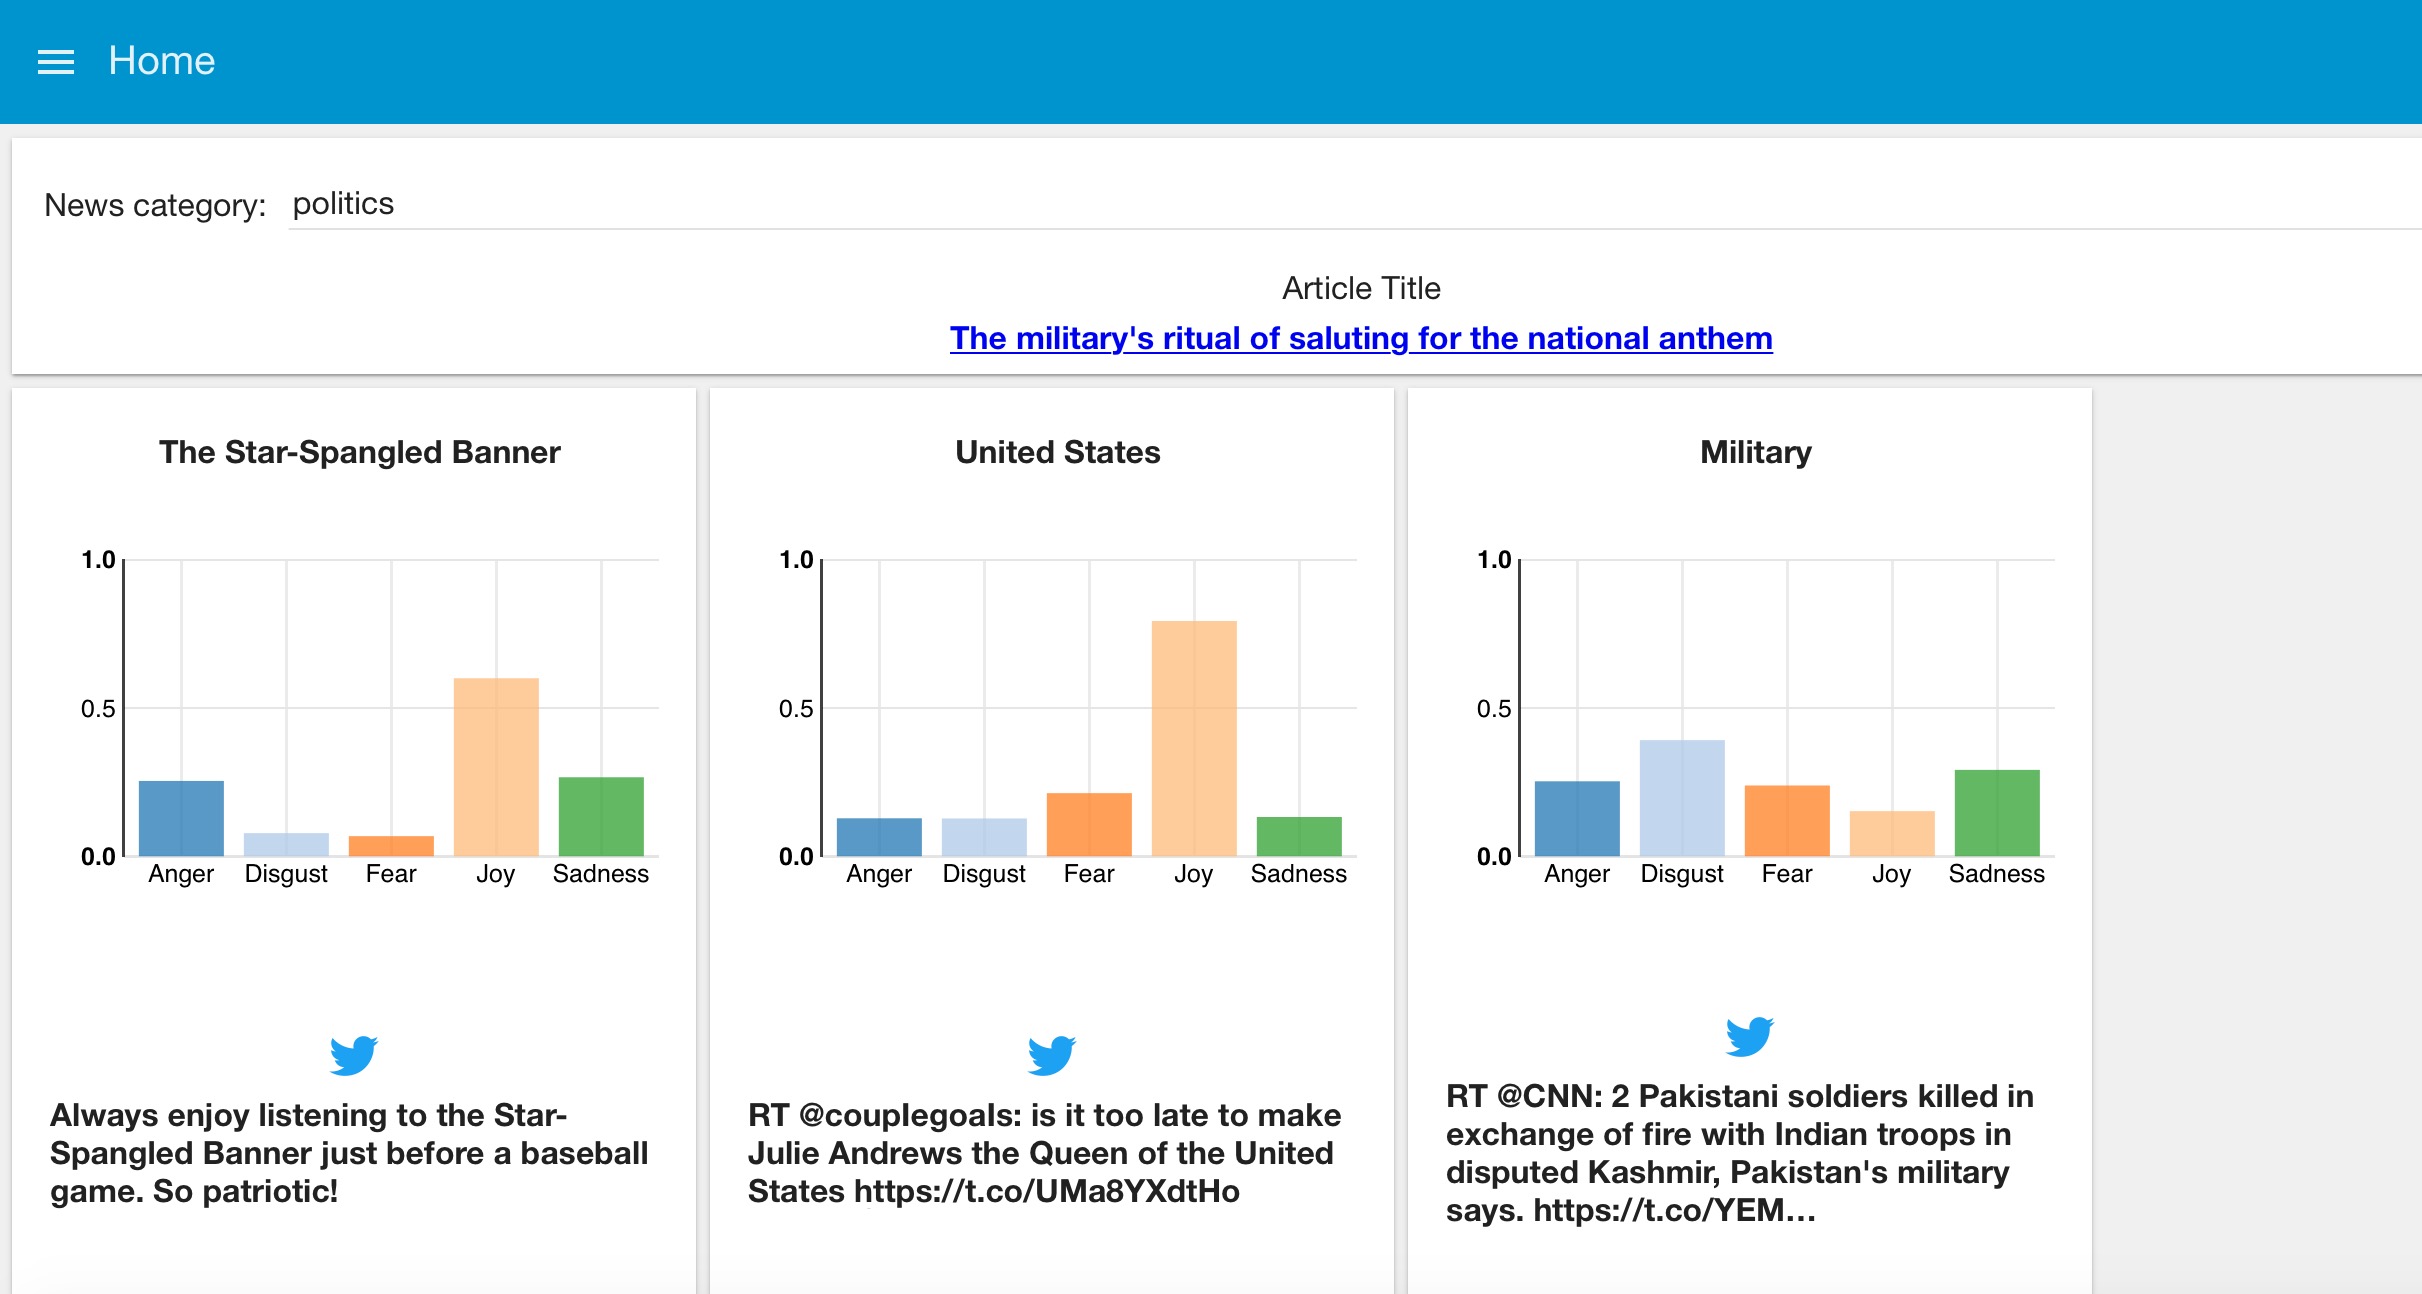 Home
News category: politics
Article Title
The military's ritual of saluting for the national anthem
The Star-Spangled Banner
1.0
0.5
0.0
Anger Disgust Fear Joy Sadness
Always enjoy listening to the Star-
Spangled Banner just before a baseball
game. So patriotic!
United States
1.0
0.5
0.0
Anger Disgust Fear Joy Sadness
RT @couplegoals: is it too late to make
Julie Andrews the Queen of the United
States https://t.co/UMa8YXdtHo
Military
1.0
0.5
0.0
Anger Disgust Fear Joy Sadness
RT @CNN: 2 Pakistani soldiers killed in
exchange of fire with Indian troops in
disputed Kashmir, Pakistan's military
says. https://t.co/YEM…